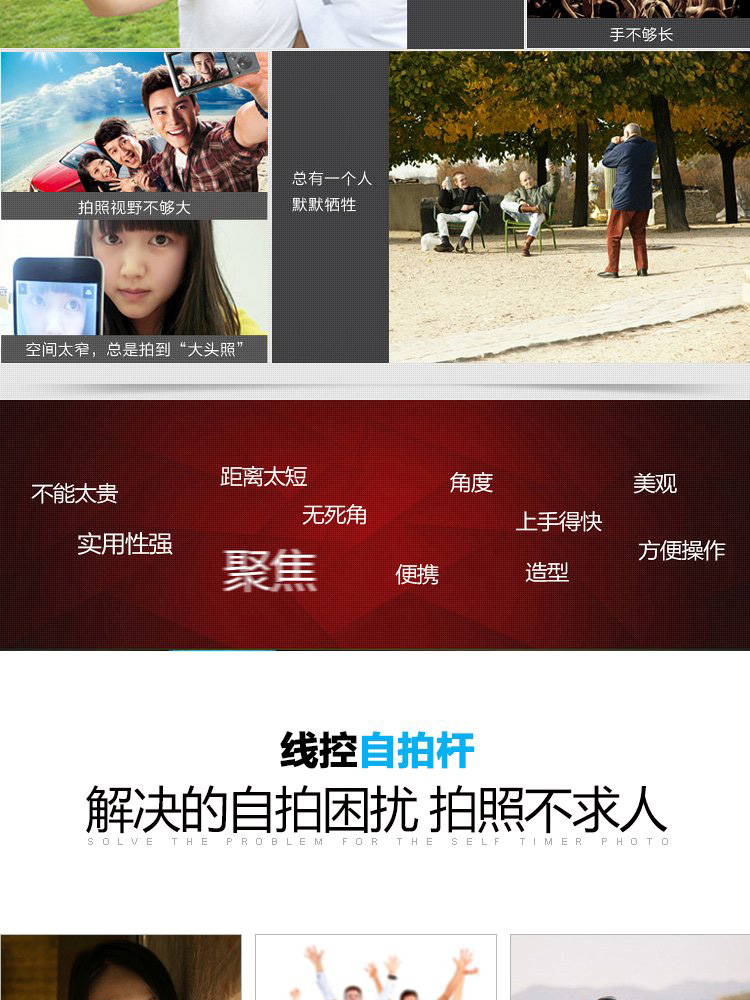 手不够长
总有一个人
默默牺牲
拍照视野不够大
空间太窄，总是拍到“大头照”
不能太贵
距离太短
角度
美观
无死角
上手得快
实用性强
方便操作
聚焦
便携
造型
线控自拍杆
解决的自拍困扰 拍照不求人
SOLVE THE PROBLEM FOR THE SELF TIMER PHOTO